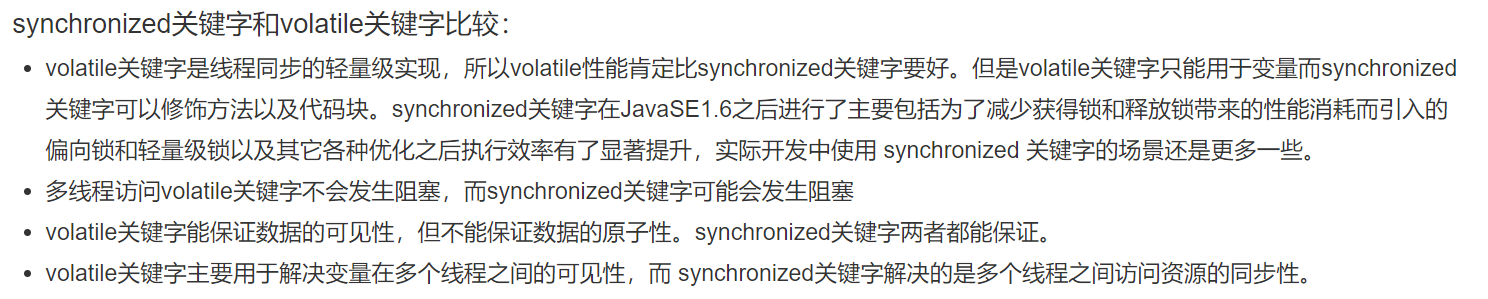 synchronized关键字和volatile关键字比较：
• volatile关键字是线程同步的轻量级实现，所以volatile性能肯定比synchronized关键字要好。但是volatile关键字只能用于变量而synchronized
关键字可以修饰方法以及代码块。synchronized关键字在JavaSE1.6之后进行了主要包括为了减少获得锁和释放锁带来的性能消耗而引入的
偏向锁和轻量级锁以及其它各种优化之后执行效率有了显著提升，实际开发中使用 synchronized 关键字的场景还是更多一些。
• 多线程访问volatile关键字不会发生阻塞，而synchronized关键字可能会发生阻塞
• volatile关键字能保证数据的可见性，但不能保证数据的原子性。synchronized关键字两者都能保证。
• volatile关键字主要用于解决变量在多个线程之间的可见性，而 synchronized关键字解决的是多个线程之间访问资源的同步性。